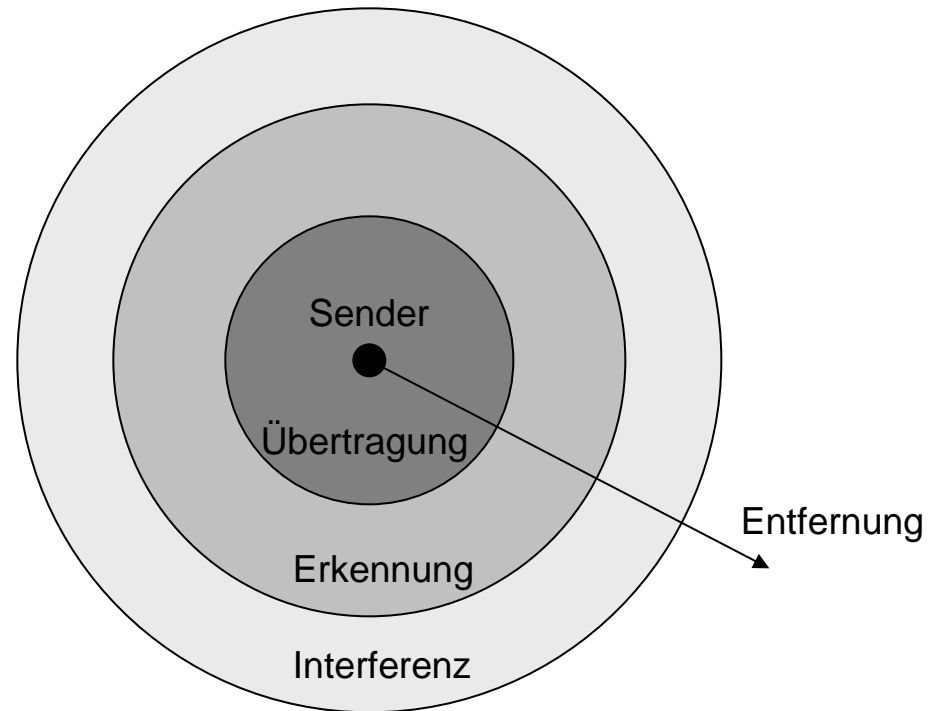 Sender
Übertragung
Entfernung
Erkennung
Interferenz